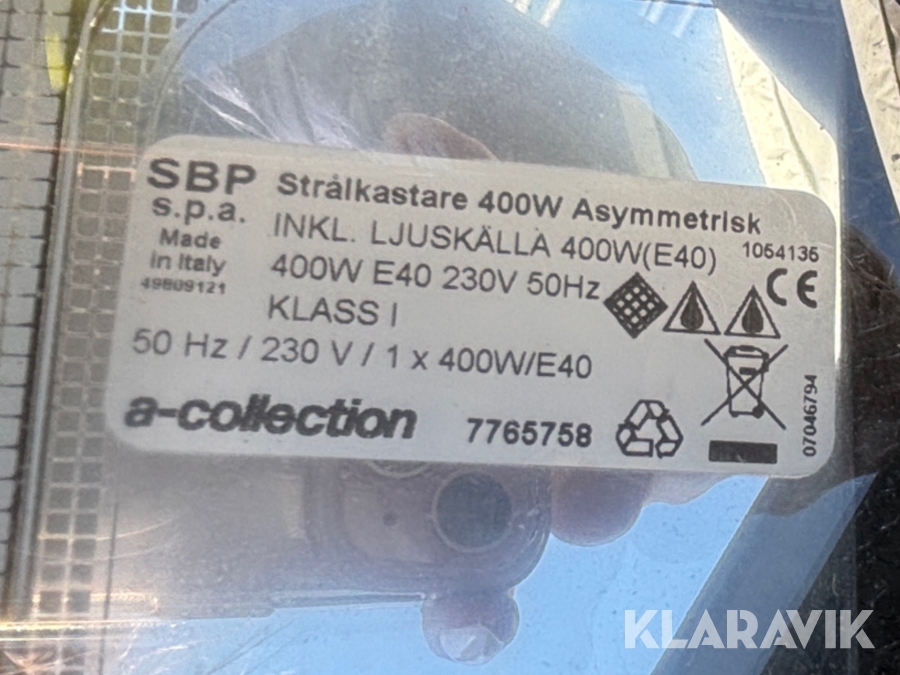 SBP
s.p.a.
Made
in Italy
49809121
Strålkastare 400W Asymmetrisk
INKL. LJUSKÄLLA 400W(E40)
1054135
400W E40 230V 50Hz
CE
KLASS I
50 Hz / 230 V / 1 x 400W/E40
a-collection
7765758
07046794
KLARAVIK